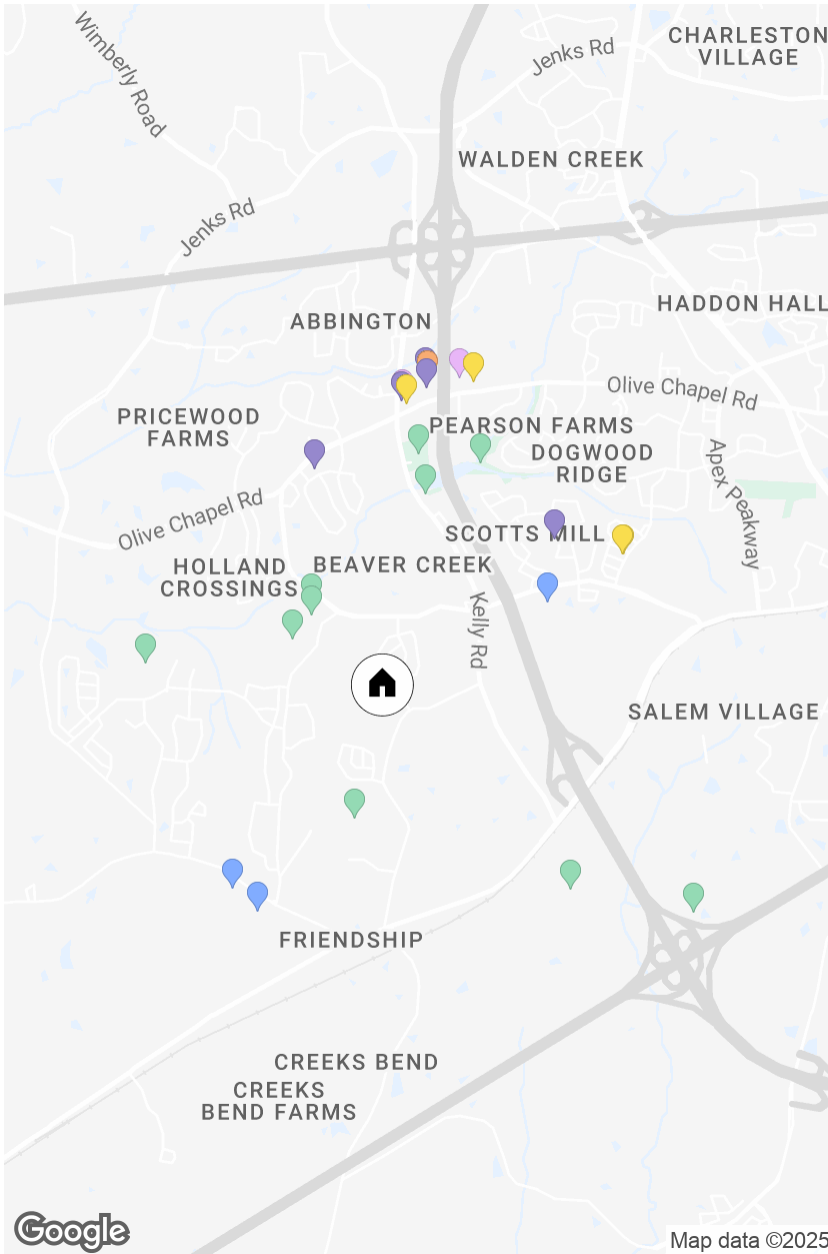 Wimberly Road
Jenks Rd
CHARLESTON
VILLAGE
WALDEN CREEK
Jenks Rd
HADDON HALL
ABBINGTON
Olive Chapel Rd
PRICEWOOD
FARMS
PEARSON FARMS
DOGWOOD
RIDGE
Apex Peakway
Olive Chapel Rd
SCOTTS MILL
HOLLAND
CROSSINGS
BEAVER CREEK
Kelly Rd
SALEM VILLAGE
FRIENDSHIP
CREEKS BEND
CREEKS
BEND FARMS
Google
Map data ©2025